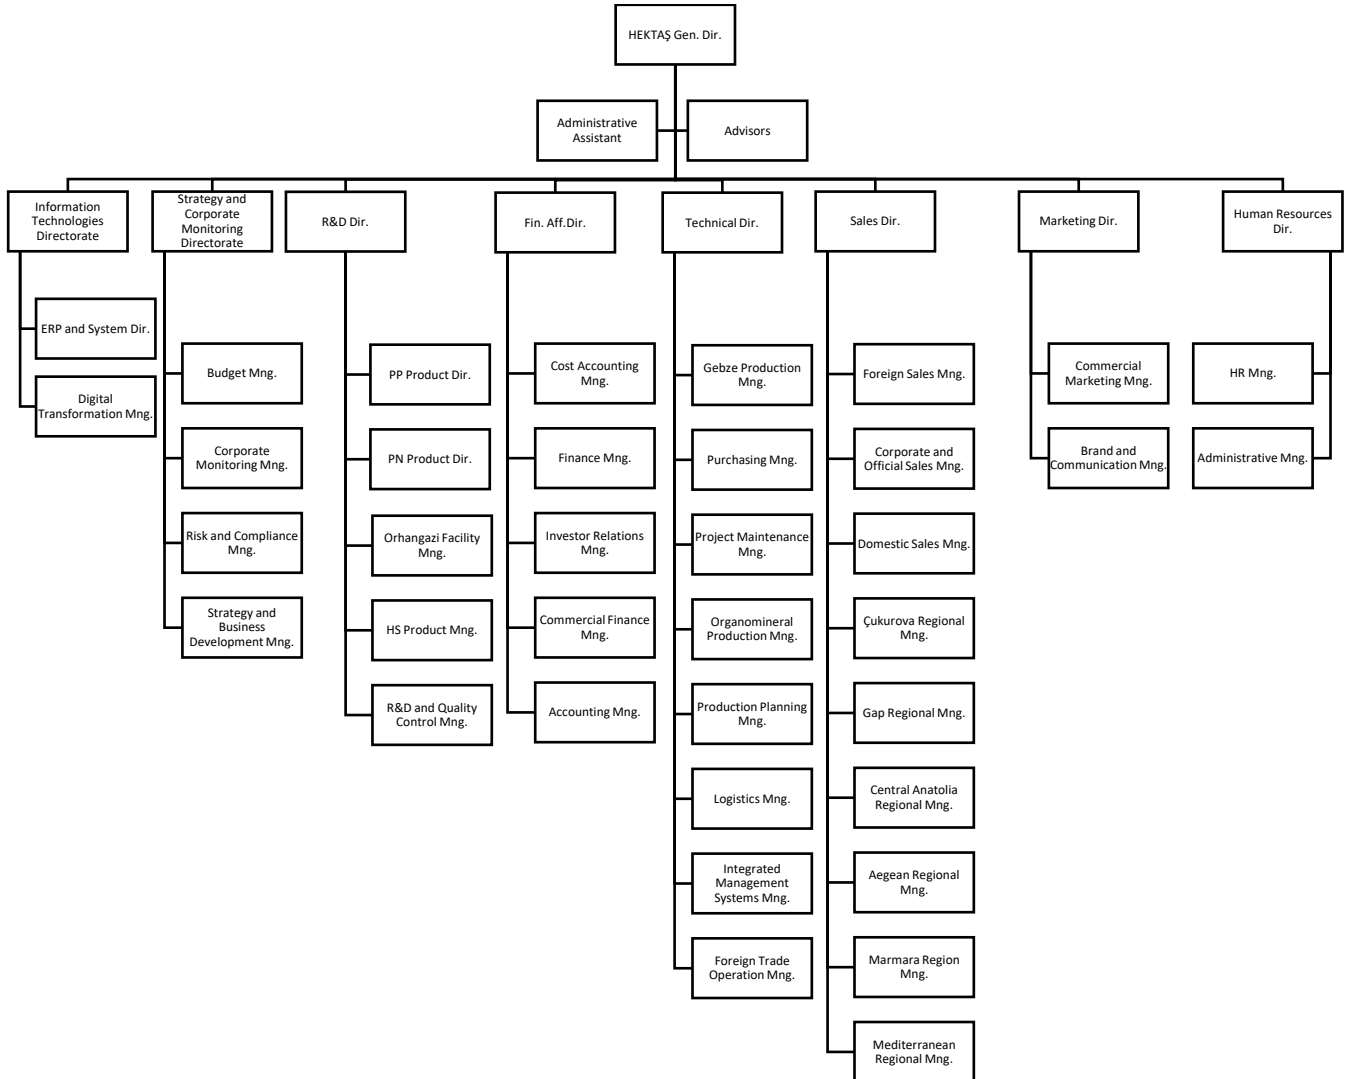 HEKTAŞ Gen. Dir.
Administrative
Assistant
Advisors
Information
Technologies
Directorate
Strategy and
Corporate
Monitoring
Directorate
R&D Dir.
Fin. Aff.Dir.
Technical Dir.
Sales Dir.
Marketing Dir.
Human Resources
Dir.
ERP and System Dir.
Digital
Transformation Mng.
Budget Mng.
Corporate
Monitoring Mng.
Risk and Compliance
Mng.
Strategy and
Business
Development Mng.
PP Product Dir.
PN Product Dir.
Orhangazi Facility
Mng.
HS Product Mng.
R&D and Quality
Control Mng.
Cost Accounting
Mng.
Finance Mng.
Investor Relations
Mng.
Commercial Finance
Mng.
Accounting Mng.
Gebze Production
Mng.
Purchasing Mng.
Project Maintenance
Mng.
Organomineral
Production Mng.
Production Planning
Mng.
Logistics Mng.
Integrated
Management
Systems Mng.
Foreign Trade
Operation Mng.
Foreign Sales Mng.
Corporate and
Official Sales Mng.
Domestic Sales Mng.
Çukurova Regional
Mng.
Gap Regional Mng.
Central Anatolia
Regional Mng.
Aegean Regional
Mng.
Marmara Region
Mng.
Mediterranean
Regional Mng.
Commercial
Marketing Mng.
Brand and
Communication Mng.
HR Mng.
Administrative Mng.